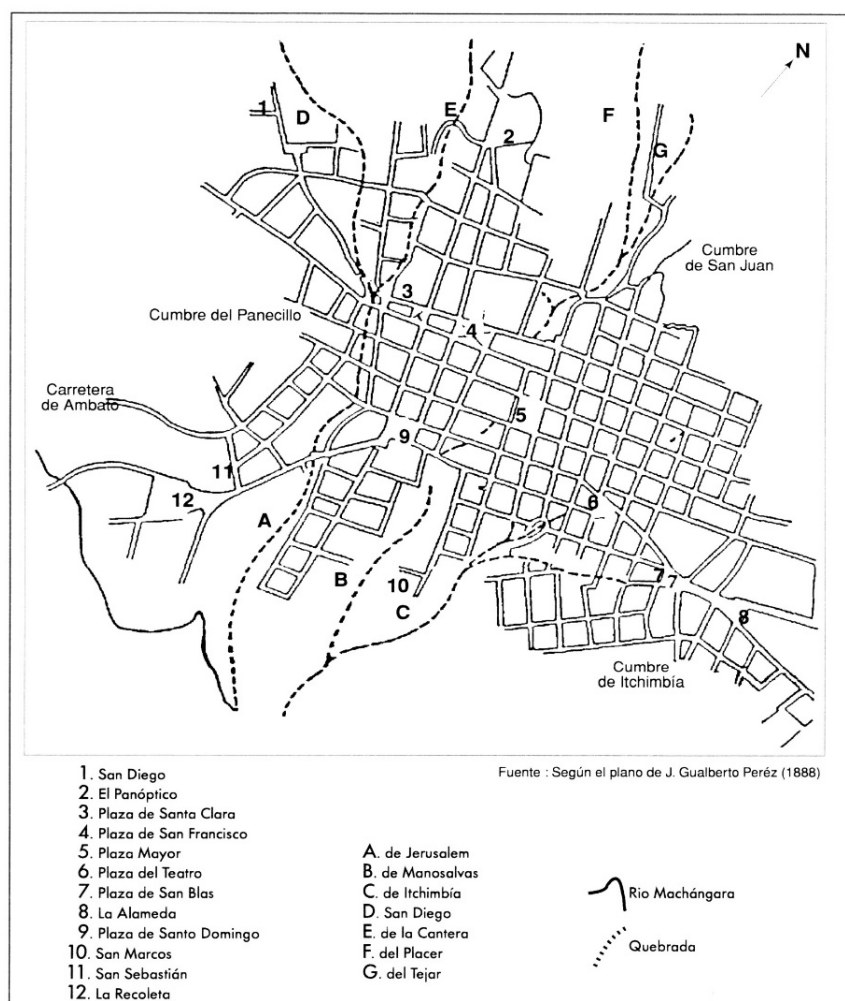 N
1
D
E
2
F
G
Cumbre
de San Juan
3
Cumbre del Panecillo
4
Carretera
de Ambato
5
9
11
12
6
A
B
10
C
7
7
8
Cumbre
de Itchimbía
Fuente : Según el plano de J. Gualberto Peréz (1888)
1. San Diego
2. El Panóptico
3. Plaza de Santa Clara
4. Plaza de San Francisco
5. Plaza Mayor
6. Plaza del Teatro
7. Plaza de San Blas
8. La Alameda
9. Plaza de Santo Domingo
10. San Marcos
11. San Sebastián
12. La Recoleta
A. de Jerusalem
B. de Manosalvas
C. de Itchimbía
D. San Diego
E. de la Cantera
F. del Placer
G. del Tejar
Rio Machángara
Quebrada